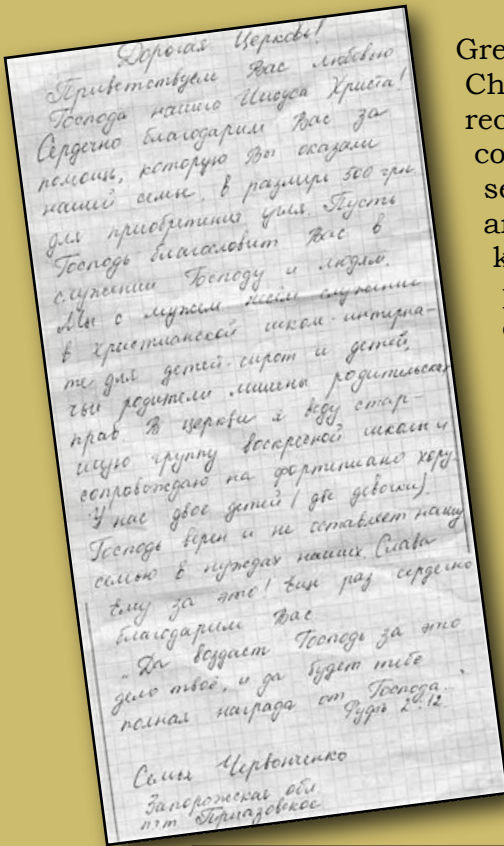 Дорогая Церковь!
Приветствуем Вас любовью
Господа нашего Иисуса Христа!
Сердечно благодарим Вас за
помощь, которую Вы оказали
нашей семье, в размере 500 грн
для приобретения угля. Пусть
Господь благословит Вас в
служении Господу и людям.
Мы с мужем несём служение
в христианской школе-интерна-
те для детей-сирот и детей,
чьи родители лишены родительских
прав. В церкви я веду стар-
шую группу воскресной школы и
сопровождаю на фортепиано хору.
У нас двое детей (две девочки).
Господь верен и не оставляет нашу
семью в нуждах наших. Слава
Ему за это! Ещё раз сердечно
благодарим Вас
"Да воздаст Господь за это
дело твоё, и да будет тебе
полная награда от Господа..."
Руфь 2:12.
Семья Червонченко
Запорожская обл.
пгт. Приазовское
Gre
Ch
rec
co
se
ar
k